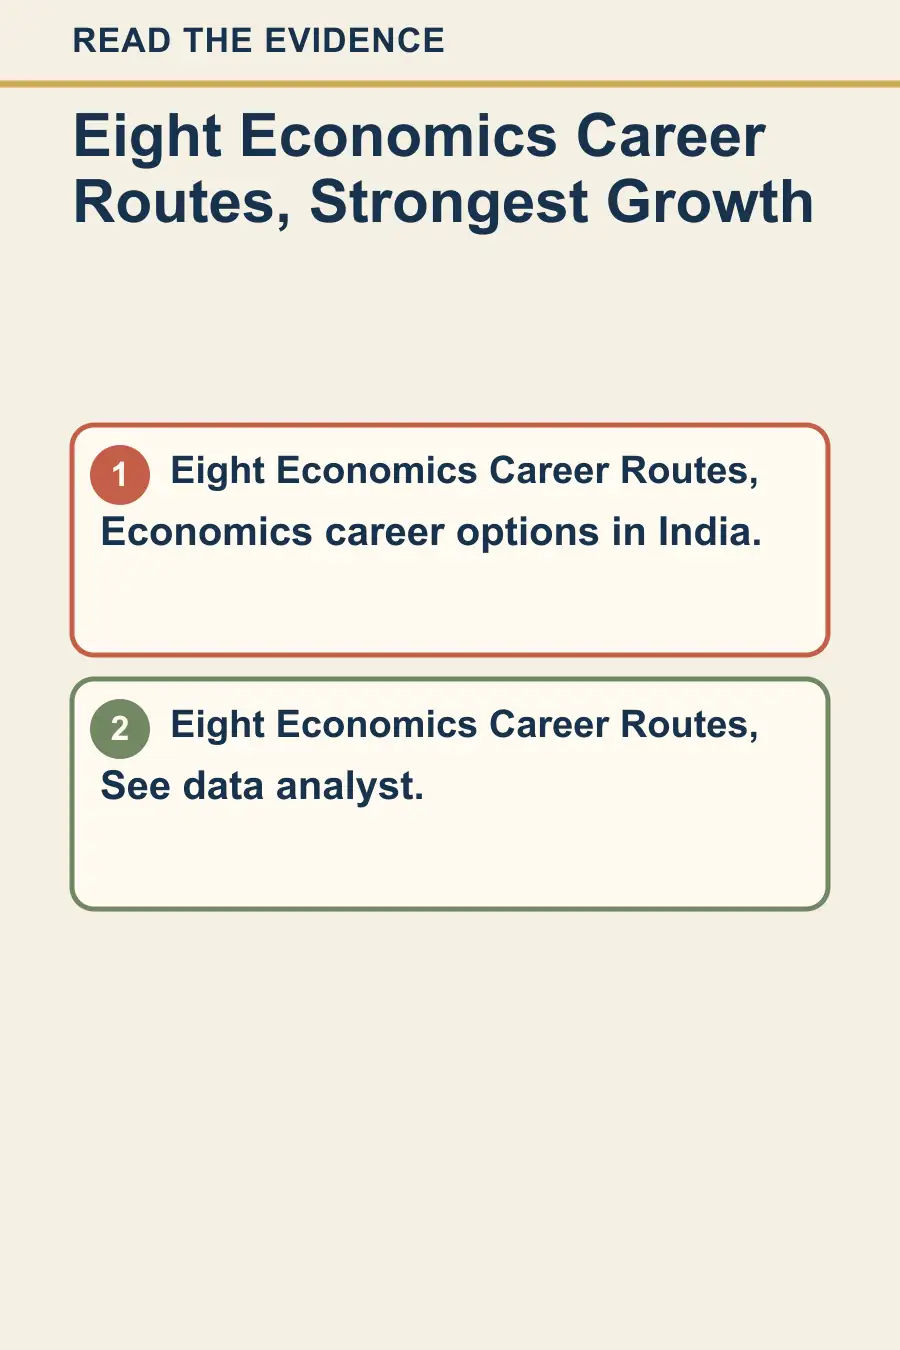 READ THE EVIDENCE
Eight Economics Career
Routes, Strongest Growth
1 Eight Economics Career Routes,
Economics career options in India.
2 Eight Economics Career Routes,
See data analyst.